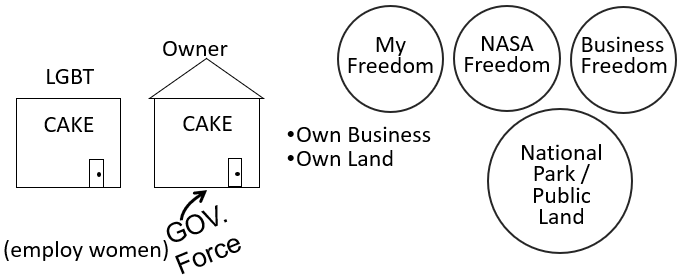 Owner
LGBT
CAKE
CAKE
•Own Business
•Own Land
(employ women)
GOV.
Force
My
Freedom
NASA
Freedom
Business
Freedom
National
Park /
Public
Land